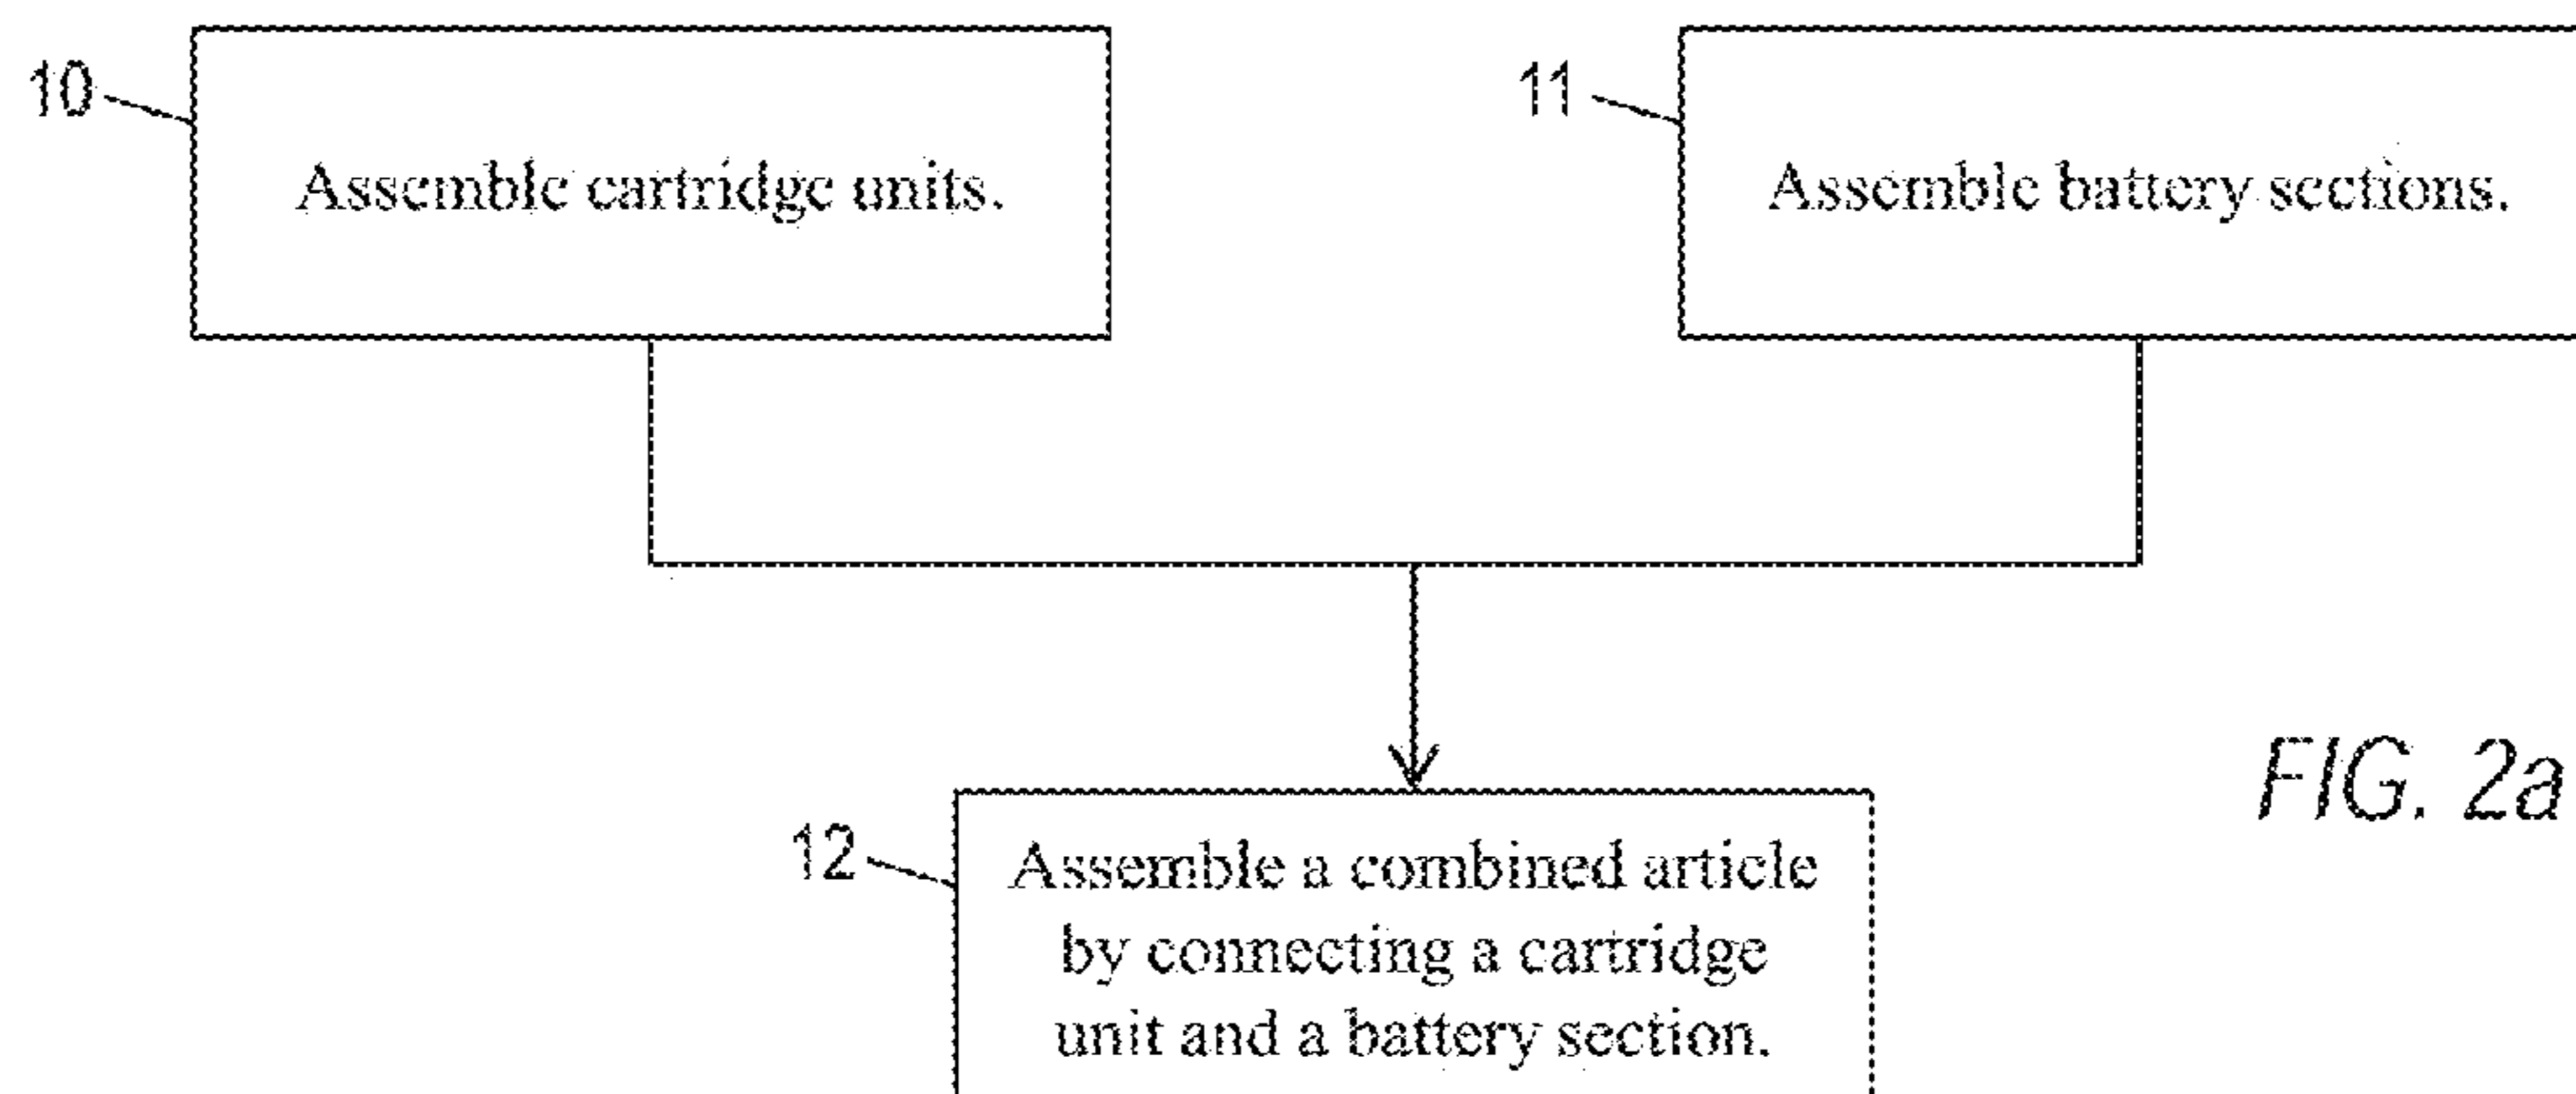 10
Assemble cartridge units.
11
Assemble battery sections.
12
Assemble a combined article
by connecting a cartridge
unit and a battery section.
FIG. 2a